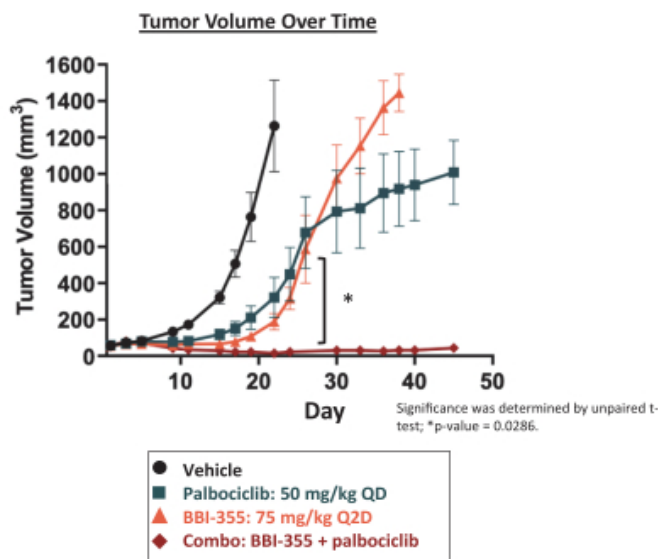 Tumor Volume Over Time
Tumor Volume (mm³)
1600
1400
1200
1000
800
600
400
200
0
*
10
20
30
40
50
Day
Significance was determined by unpaired t-
test; *p-value = 0.0286.
Vehicle
Palbociclib: 50 mg/kg QD
BBI-355: 75 mg/kg Q2D
Combo: BBI-355 + palbociclib